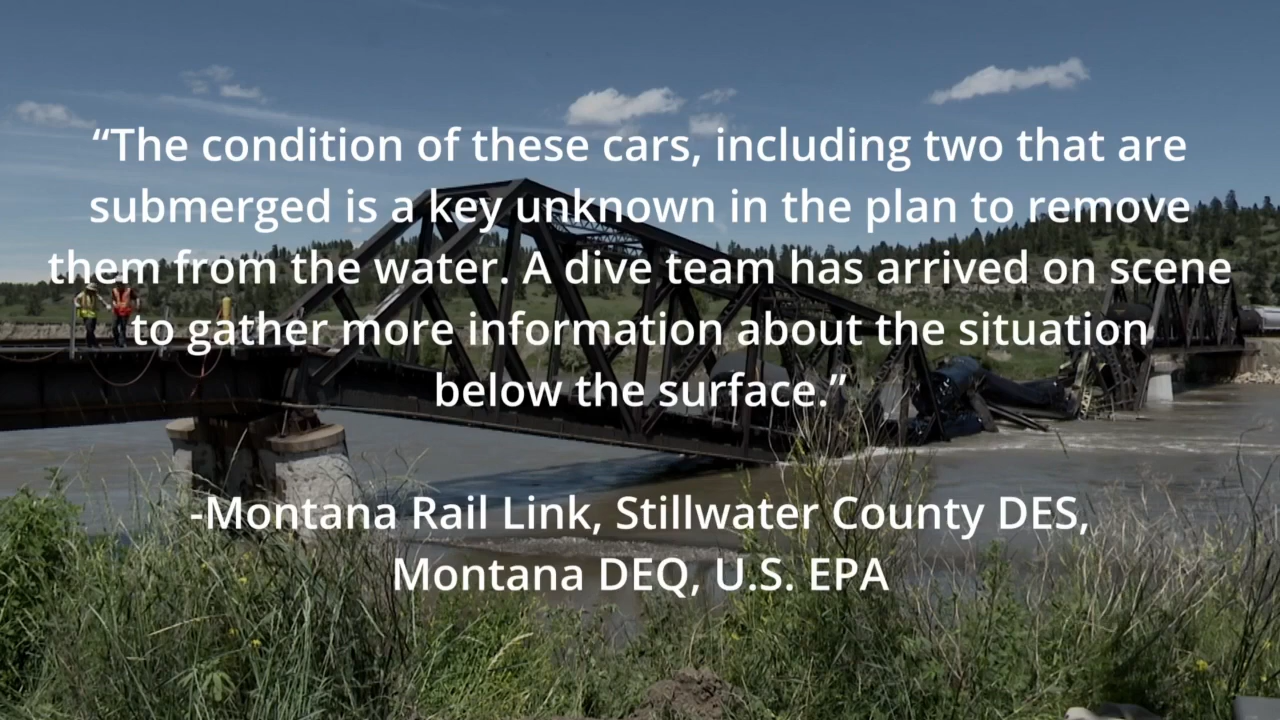 “The condition of these cars, including two that are
submerged is a key unknown in the plan to remove
them from the water. A dive team has arrived on scene
to gather more information about the situation
below the surface.”
-Montana Rail Link, Stillwater County DES,
Montana DEQ, U.S. EPA